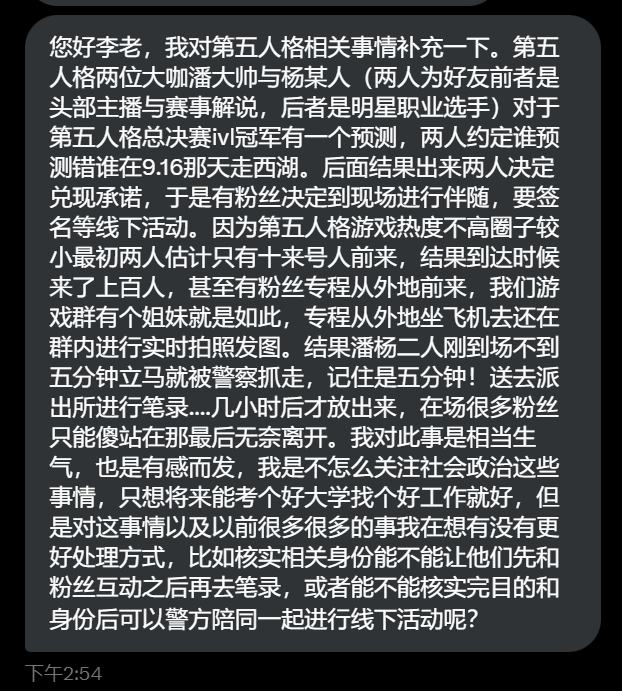 您好李老，我对第五人格相关事情补充一下。第五
人格两位大咖潘大帅与杨某人（两人为好友前者是
头部主播与赛事解说，后者是明星职业选手）对于
第五人格总决赛ivl冠军有一个预测，两人约定谁预
测错谁在9.16那天走西湖。后面结果出来两人决定
兑现承诺，于是有粉丝决定到现场进行伴随，要签
名等线下活动。因为第五人格游戏热度不高圈子较
小最初两人估计只有十来号人前来，结果到达时候
来了上百人，甚至有粉丝专程从外地前来，我们游
戏群有个姐妹就是如此，专程从外地坐飞机去还在
群内进行实时拍照发图。结果潘杨二人刚到场不到
五分钟立马就被警察抓走，记住是五分钟！送去派
出所进行笔录....几小时后才放出来，在场很多粉丝
只能傻站在那最后无奈离开。我对此事是相当生
气，也是有感而发，我是不怎么关注社会政治这些
事情，只想将来能考个好大学找个好工作就好，但
是对这事情以及以前很多很多的事我在想有没有更
好处理方式，比如核实相关身份能不能让他们先和
粉丝互动之后再去笔录，或者能不能核实完目的和
身份后可以警方陪同一起进行线下活动呢？
下午2:54